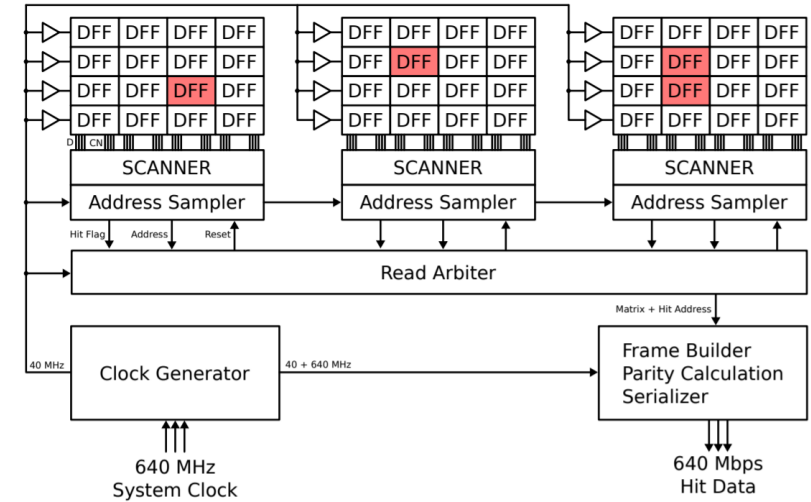 DFF DFF DFF DFF DFF DFF DFF DFF DFF DFF DFF DFF
DFF DFF DFF DFF DFF DFF DFF DFF DFF DFF DFF DFF
DFF DFF DFF DFF DFF DFF DFF DFF DFF DFF DFF DFF
DFF DFF DFF DFF DFF DFF DFF DFF DFF DFF DFF DFF
D CN
SCANNER SCANNER SCANNER
Address Sampler Address Sampler Address Sampler
Hit Flag Address Reset
Read Arbiter
Matrix + Hit Address
40 MHz
Clock Generator
40 + 640 MHz
Frame Builder
Parity Calculation
Serializer
640 MHz
System Clock
640 Mbps
Hit Data